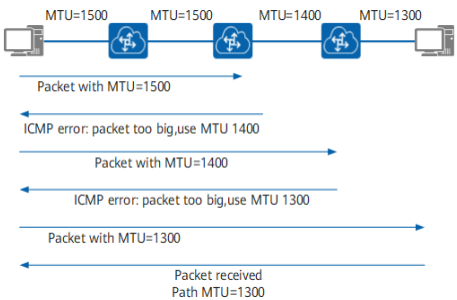 MTU=1500 MTU=1500 MTU=1400 MTU=1300
Packet with MTU=1500
ICMP error: packet too big,use MTU 1400
Packet with MTU=1400
ICMP error: packet too big,use MTU 1300
Packet with MTU=1300
Packet received
Path MTU=1300